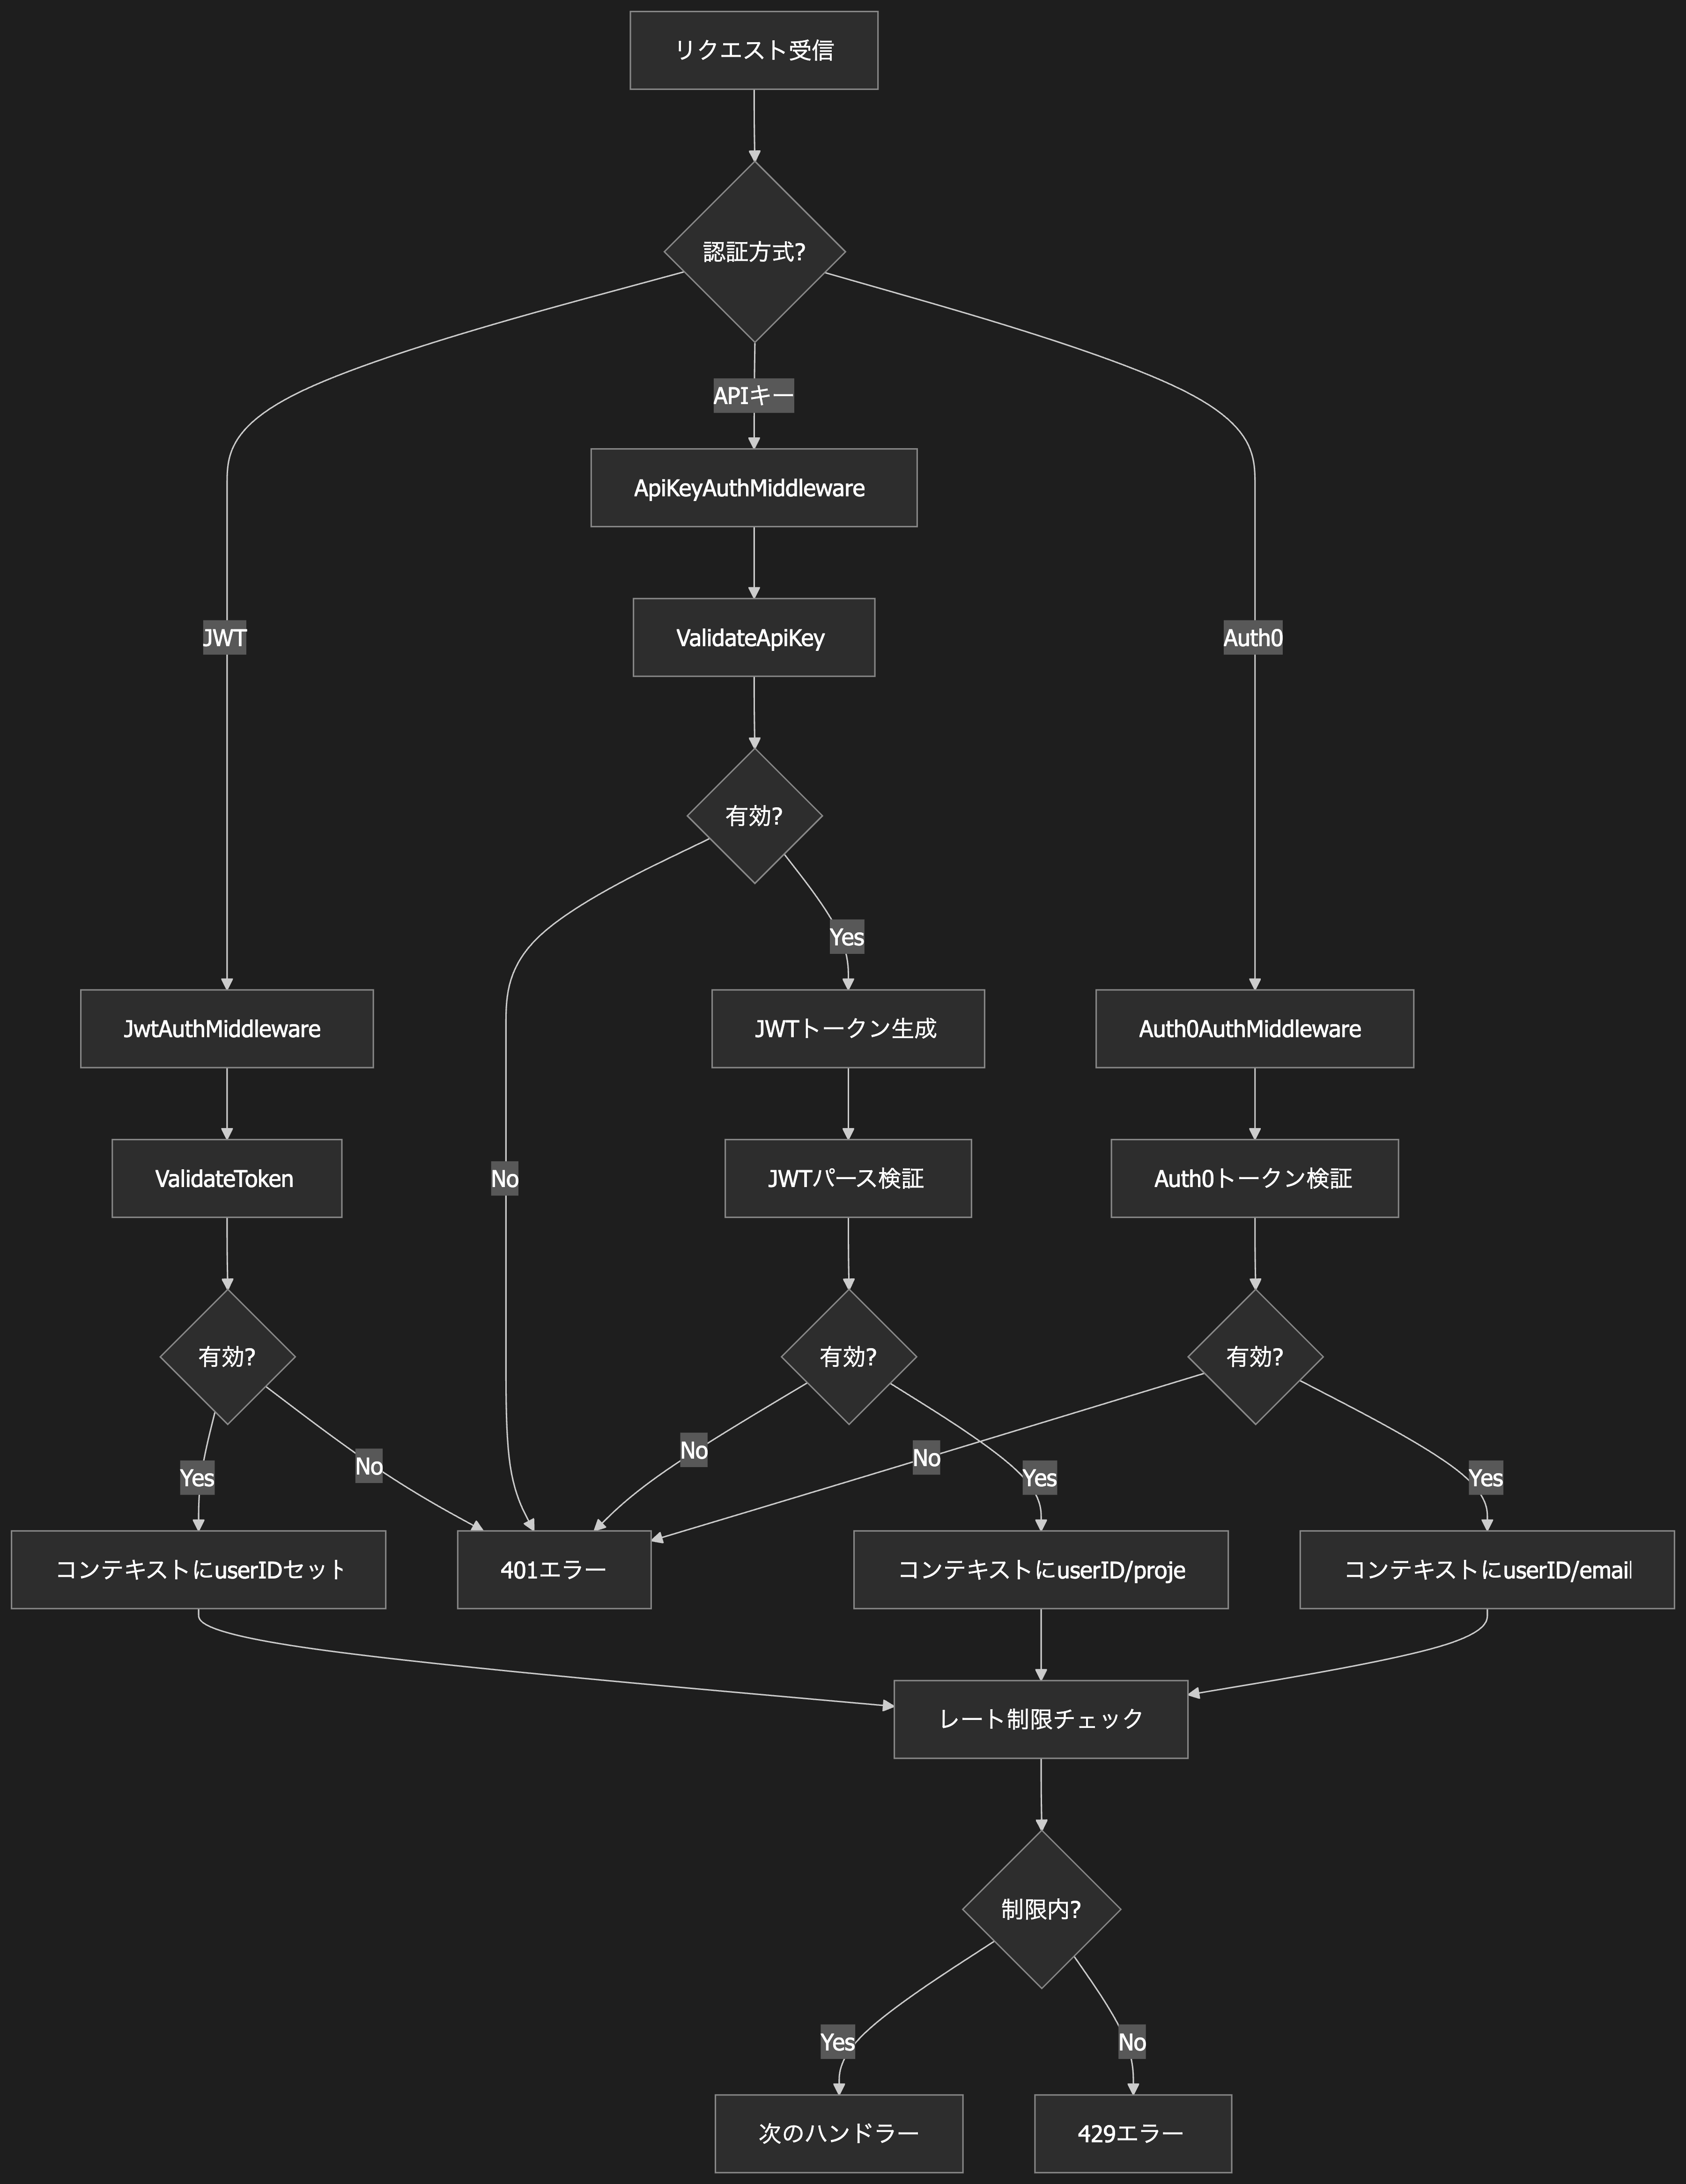 リクエスト受信
認証方式?
APIキー
ApiKeyAuthMiddleware
JWT
ValidateApiKey
Auth0
有効?
Yes
JwtAuthMiddleware
JWTトークン生成
Auth0AuthMiddleware
ValidateToken
No
JWTパース検証
Auth0トークン検証
有効?
有効?
有効?
Yes
No
No
No
Yes
Yes
コンテキストにuserIDセット
401エラー
コンテキストにuserID/proje
コンテキストにuserID/email
レート制限チェック
制限内?
Yes
No
次のハンドラー
429エラー